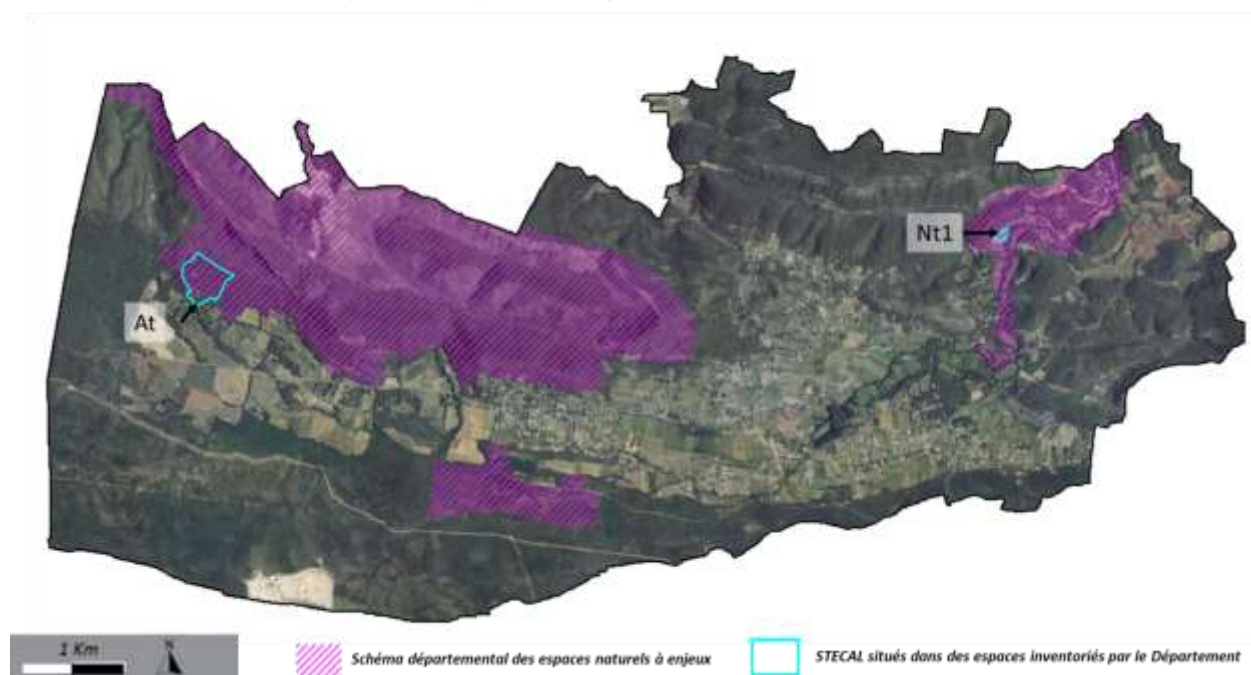 Nt1
At
1 Km
N
Schéma départemental des espaces naturels à enjeux
STECAL situés dans des espaces inventoriés par le Département